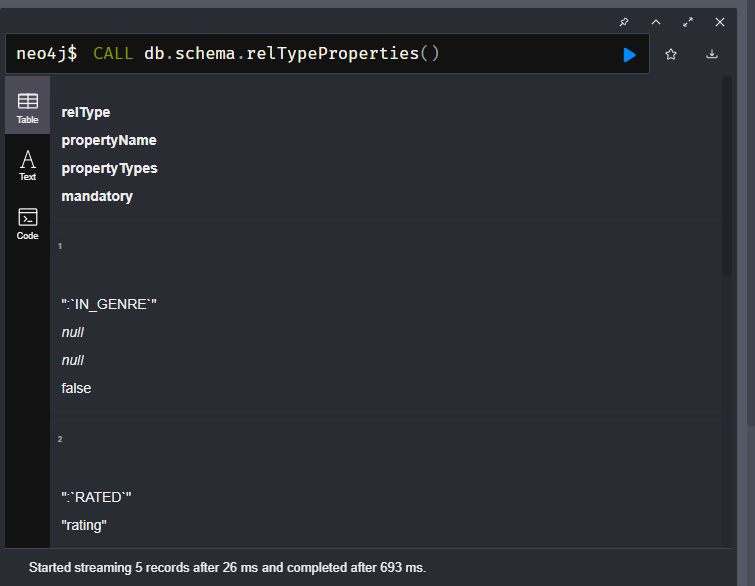 neo4j$ CALL db.schema.relTypeProperties()
Table
Text
Code
relType
propertyName
propertyTypes
mandatory
1
":`IN_GENRE`"
null
null
false
2
":`RATED`"
"rating"
Started streaming 5 records after 26 ms and completed after 693 ms.